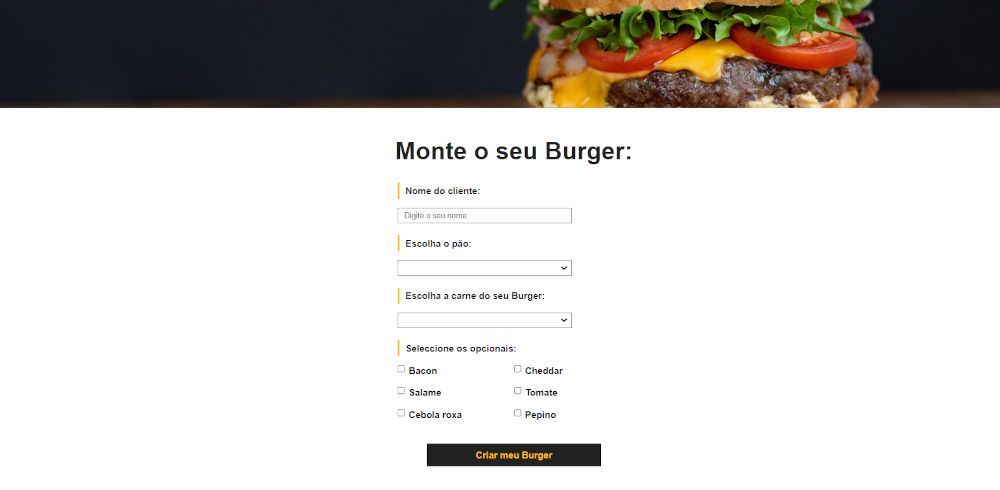 Monte o seu Burger:
Nome do cliente:
Digite o seu nome
Escolha o pão:
Escolha a carne do seu Burger:
Seleccione os opcionais:
Bacon
Cheddar
Salame
Tomate
Cebola roxa
Pepino
Criar meu Burger